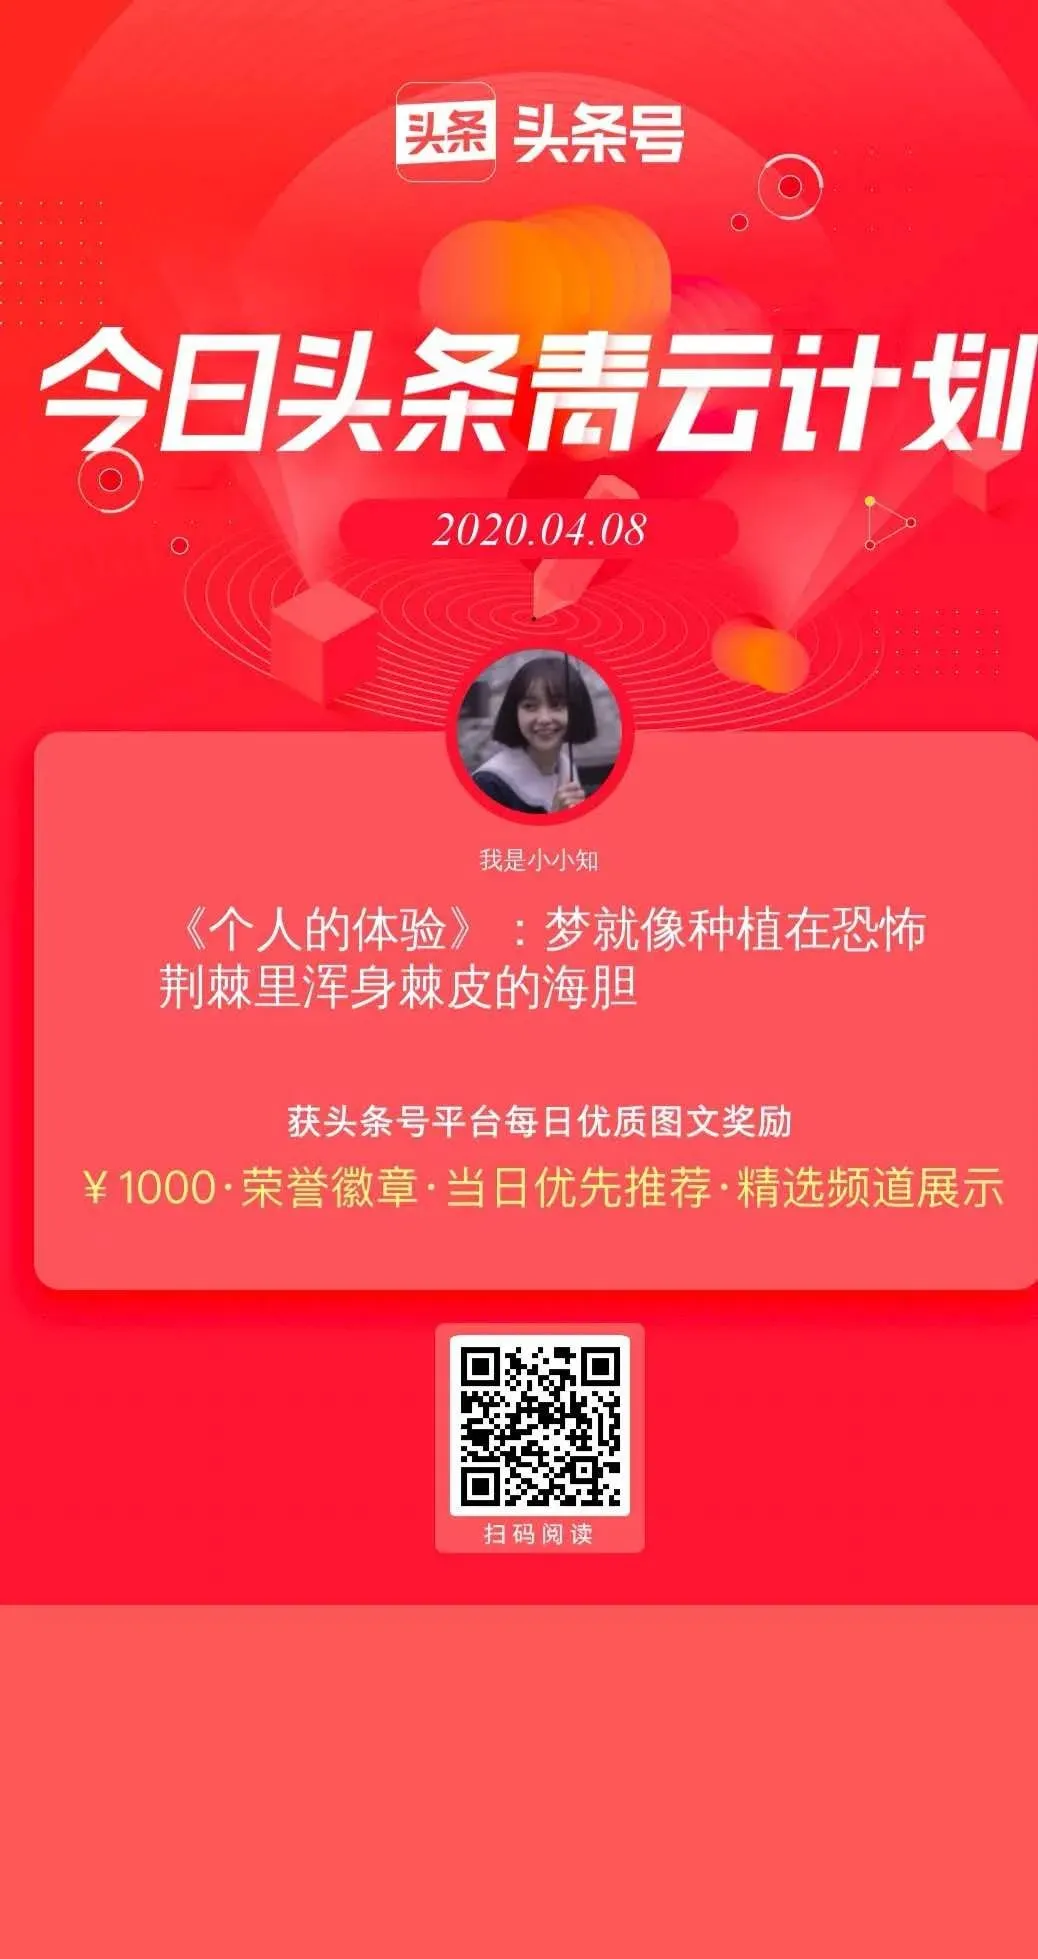 头条 头条号
今日头条青云计划
2020.04.08
我是小小知
《个人的体验》：梦就像种植在恐怖
荆棘里浑身棘皮的海胆
获头条号平台每日优质图文奖励
¥1000·荣誉徽章·当日优先推荐·精选频道展示
扫码阅读